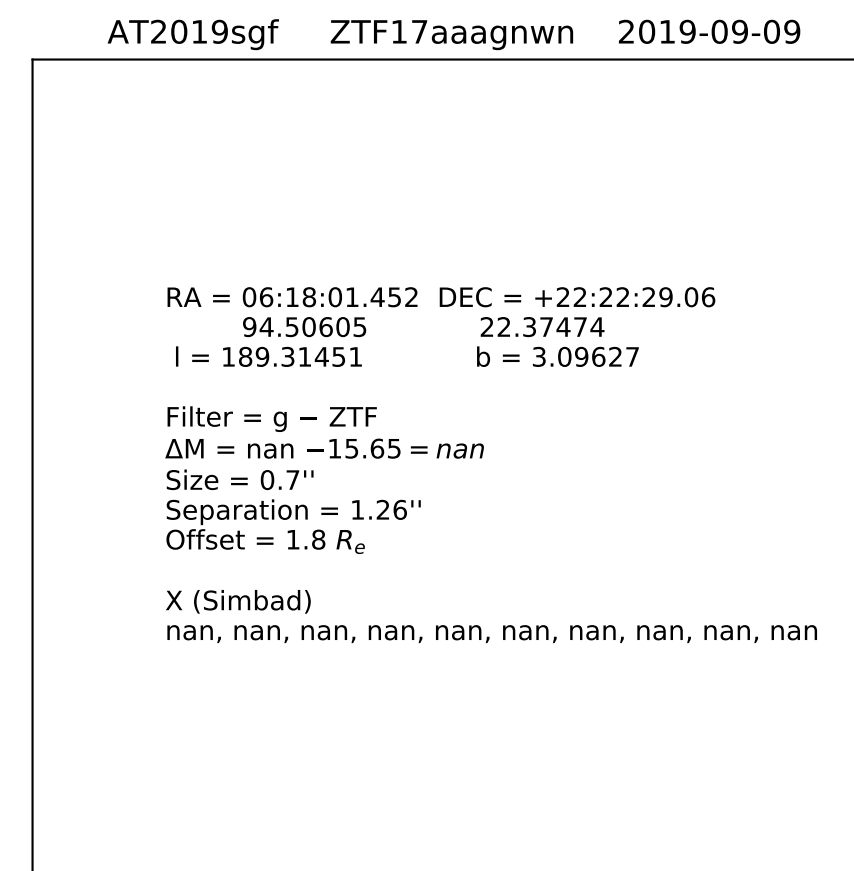 AT2019sgf ZTF17aaagnwn 2019-09-09
RA = 06:18:01.452 DEC = +22:22:29.06
94.50605 22.37474
l = 189.31451 b = 3.09627
Filter = g − ZTF
ΔM = nan −15.65 = nan
Size = 0.7''
Separation = 1.26''
Offset = 1.8 Re
X (Simbad)
nan, nan, nan, nan, nan, nan, nan, nan, nan, nan